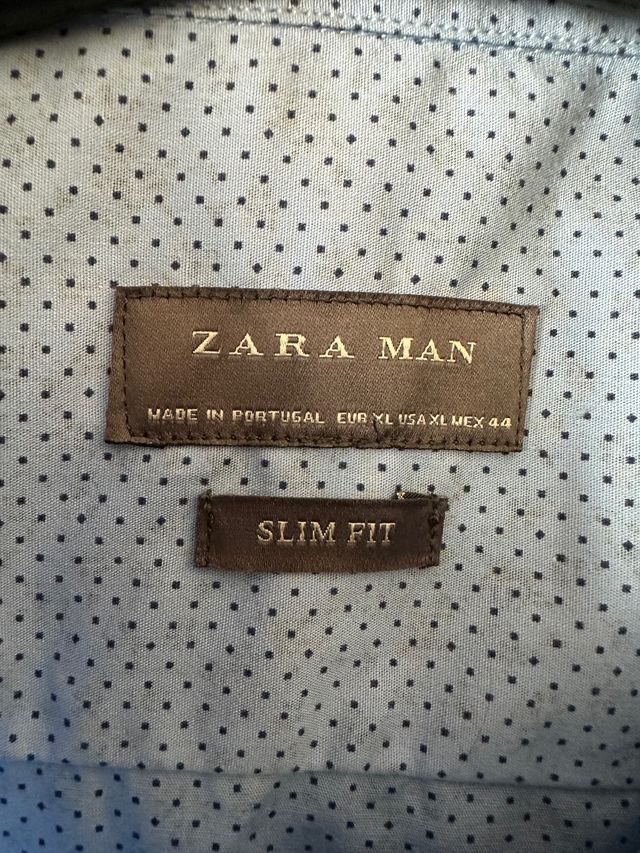 ZARA MAN
MADE IN PORTUGAL EUR XL USA XL MEX 44
SLIM FIT